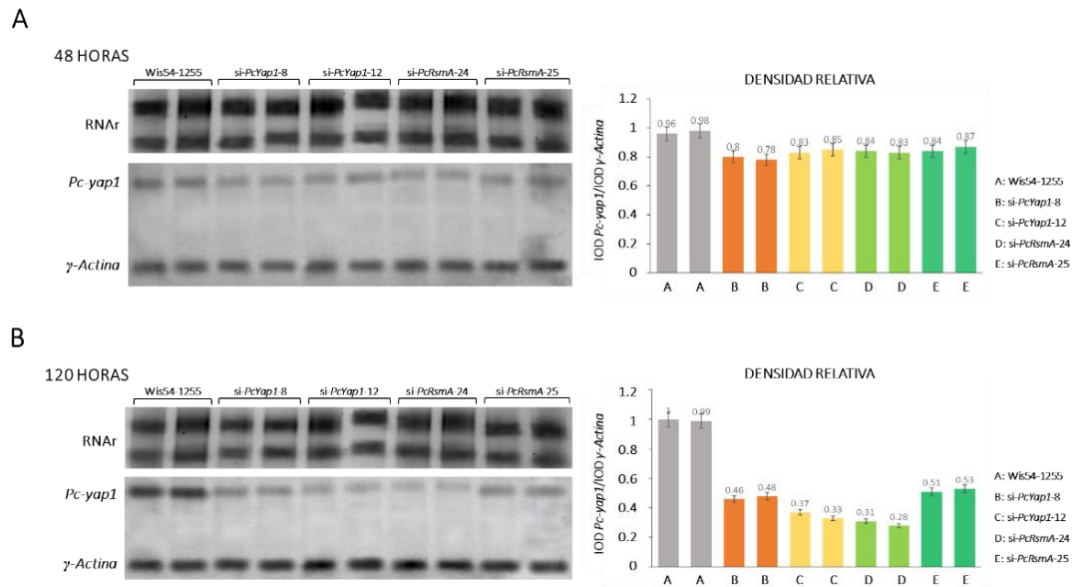 A
48 HORAS
Wis54-1255 si-PcYap1-8 si-PcYap1-12 si-PcRsmA-24 si-PcRsmA-25
RNAr
Pc-yap1
γ-Actina
DENSIDAD RELATIVA
IOD Pc-yap1/IOD γ-Actina
1.2
1
0.8
0.6
0.4
0.2
0
0.96 0.98 0.8 0.78 0.83 0.85 0.84 0.83 0.84 0.87
A A B B C C D D E E
A: Wis54-1255
B: si-PcYap1-8
C: si-PcYap1-12
D: si-PcRsmA-24
E: si-PcRsmA-25
B
120 HORAS
Wis54-1255 si-PcYap1-8 si-PcYap1-12 si-PcRsmA-24 si-PcRsmA-25
RNAr
Pc-yap1
γ-Actina
DENSIDAD RELATIVA
IOD Pc-yap1/IOD γ-Actina
1.2
1
0.8
0.6
0.4
0.2
0
1 0.99 0.46 0.48 0.37 0.33 0.31 0.28 0.51 0.53
A A B B C C D D E E
A: Wis54-1255
B: si-PcYap1-8
C: si-PcYap1-12
D: si-PcRsmA-24
E: si-PcRsmA-25